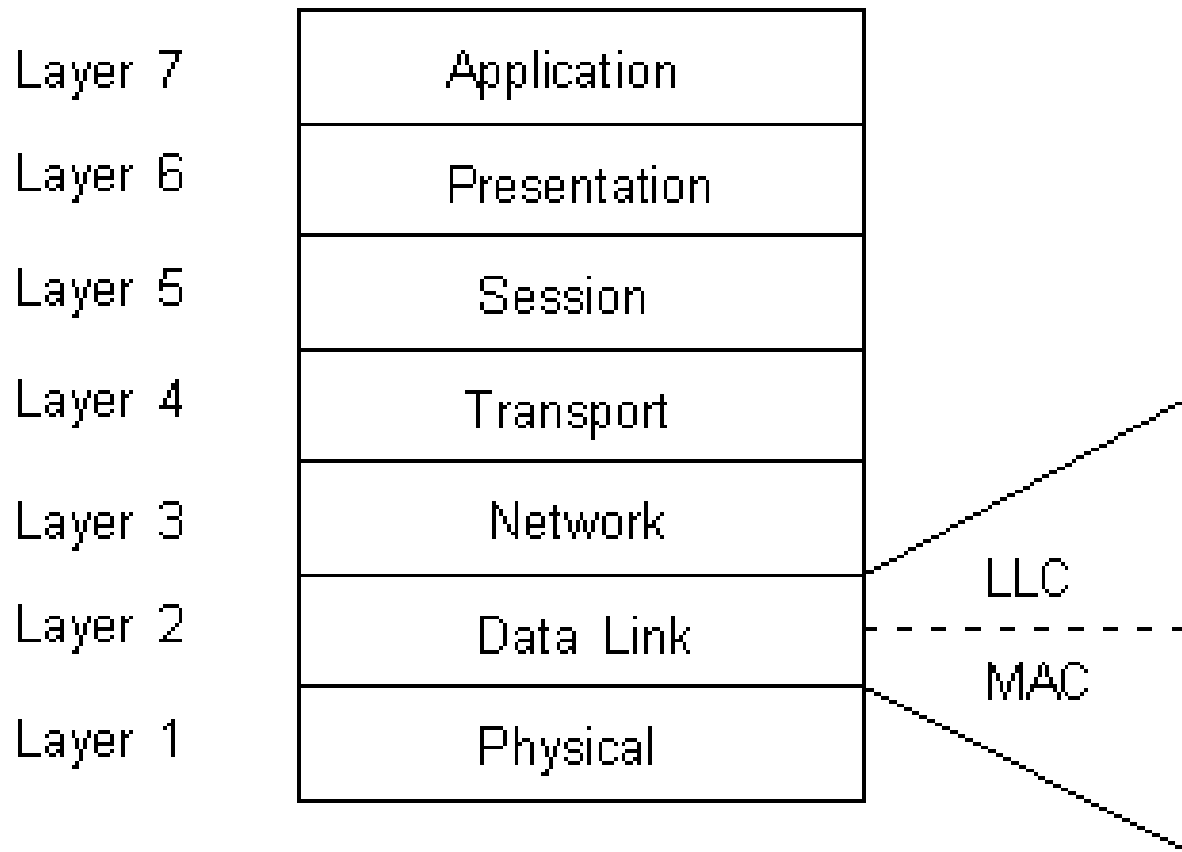 Layer 7 Application
Layer 6 Presentation
Layer 5 Session
Layer 4 Transport
Layer 3 Network
LLC
Layer 2 Data Link
MAC
Layer 1 Physical